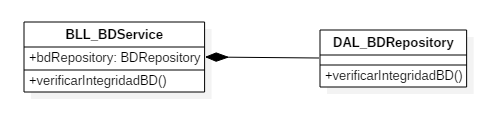 BLL_BDService
+bdRepository: BDRepository
+verificarIntegridadBD()
DAL_BDRepository
+verificarIntegridadBD()